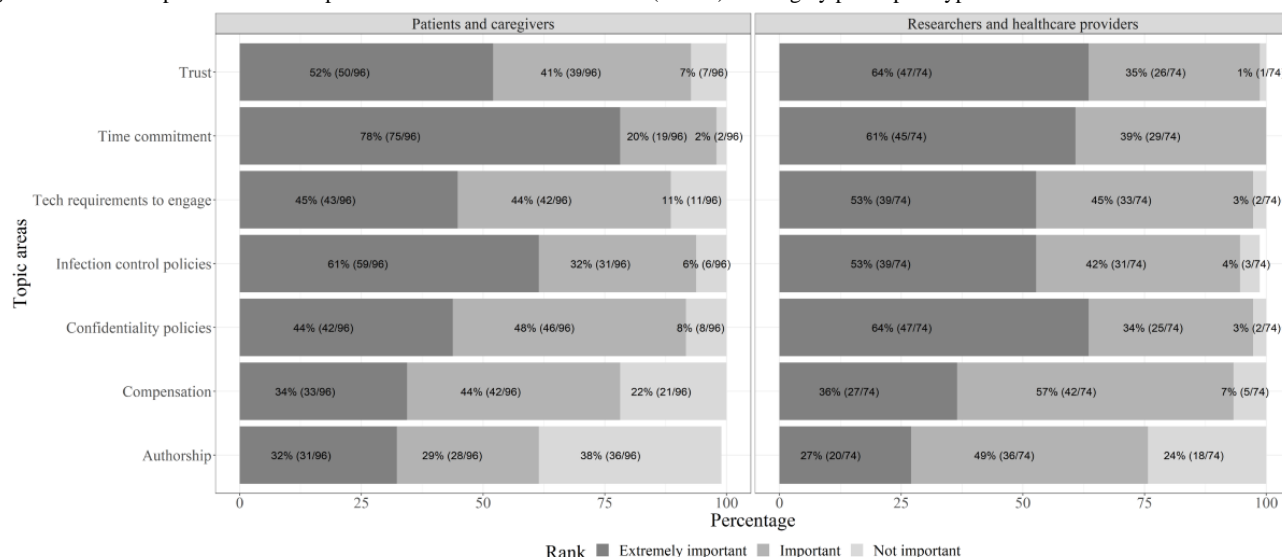 Patients and caregivers Researchers and healthcare providers
Trust 52% (50/96) 41% (39/96) 7% (7/96) 64% (47/74) 35% (26/74) 1% (1/74
Time commitment 78% (75/96) 20% (19/96) 2% (2/96) 61% (45/74) 39% (29/74)
Tech requirements to engage 45% (43/96) 44% (42/96) 11% (11/96) 53% (39/74) 45% (33/74) 3% (2/74)
Infection control policies 61% (59/96) 32% (31/96) 6% (6/96) 53% (39/74) 42% (31/74) 4% (3/74)
Confidentiality policies 44% (42/96) 48% (46/96) 8% (8/96) 64% (47/74) 34% (25/74) 3% (2/74)
Compensation 34% (33/96) 44% (42/96) 22% (21/96) 36% (27/74) 57% (42/74) 7% (5/74)
Authorship 32% (31/96) 29% (28/96) 38% (36/96) 27% (20/74) 49% (36/74) 24% (18/74)
Topic areas
0 25 50 75 100 0 25 50 75 100
Percentage
Rank Extremely important Important Not important